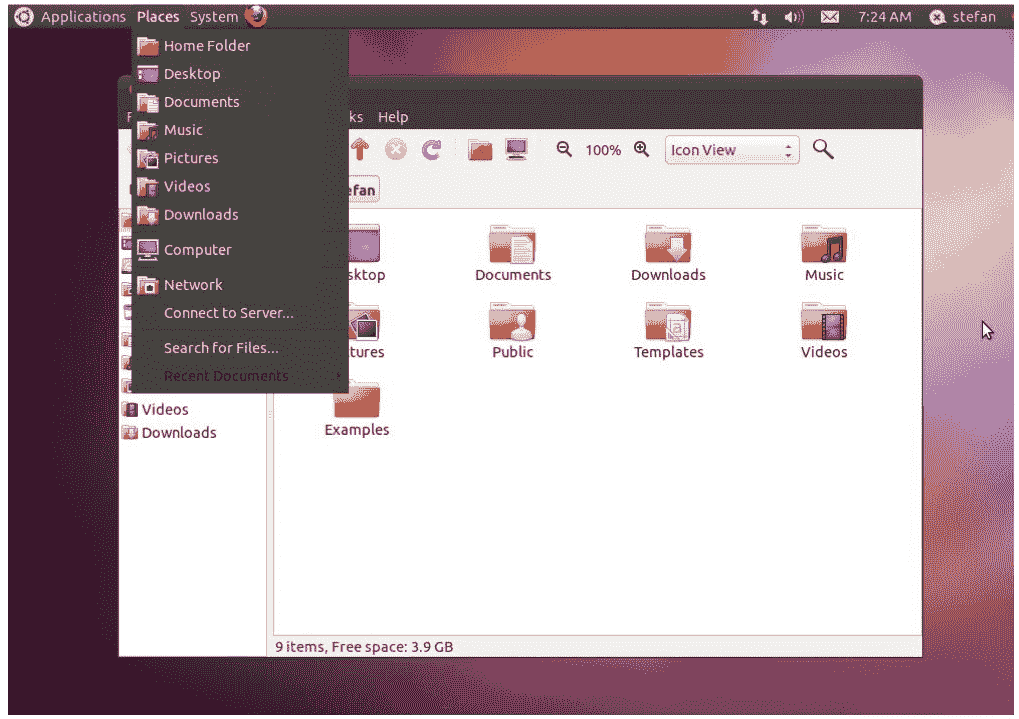 Applications Places System 7:24 AM stefan
Home Folder
Desktop
Documents
Music
Pictures
Videos
Downloads
Computer
Network
Connect to Server...
Search for Files...
Recent Documents
ks Help
100% Icon View
efan
sktop Documents Downloads Music
tures Public Templates Videos
Examples
Videos
Downloads
9 items, Free space: 3.9 GB